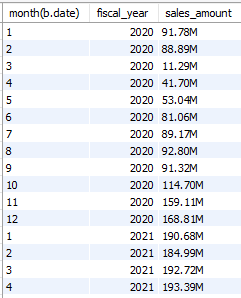 month(b.date) fiscal_year sales_amount
1 2020 91.78M
2 2020 88.89M
3 2020 11.29M
4 2020 41.70M
5 2020 53.04M
6 2020 81.06M
7 2020 89.17M
8 2020 92.80M
9 2020 91.32M
10 2020 114.70M
11 2020 159.11M
12 2020 168.81M
1 2021 190.68M
2 2021 184.99M
3 2021 192.72M
4 2021 193.39M